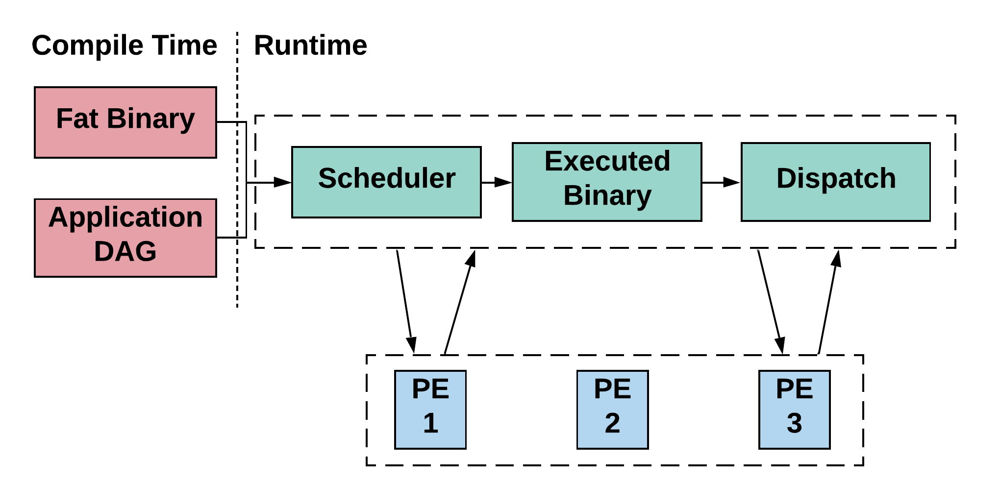 Compile Time
Runtime
Fat Binary
Application
DAG
Scheduler
Executed
Binary
Dispatch
PE
1
PE
2
PE
3